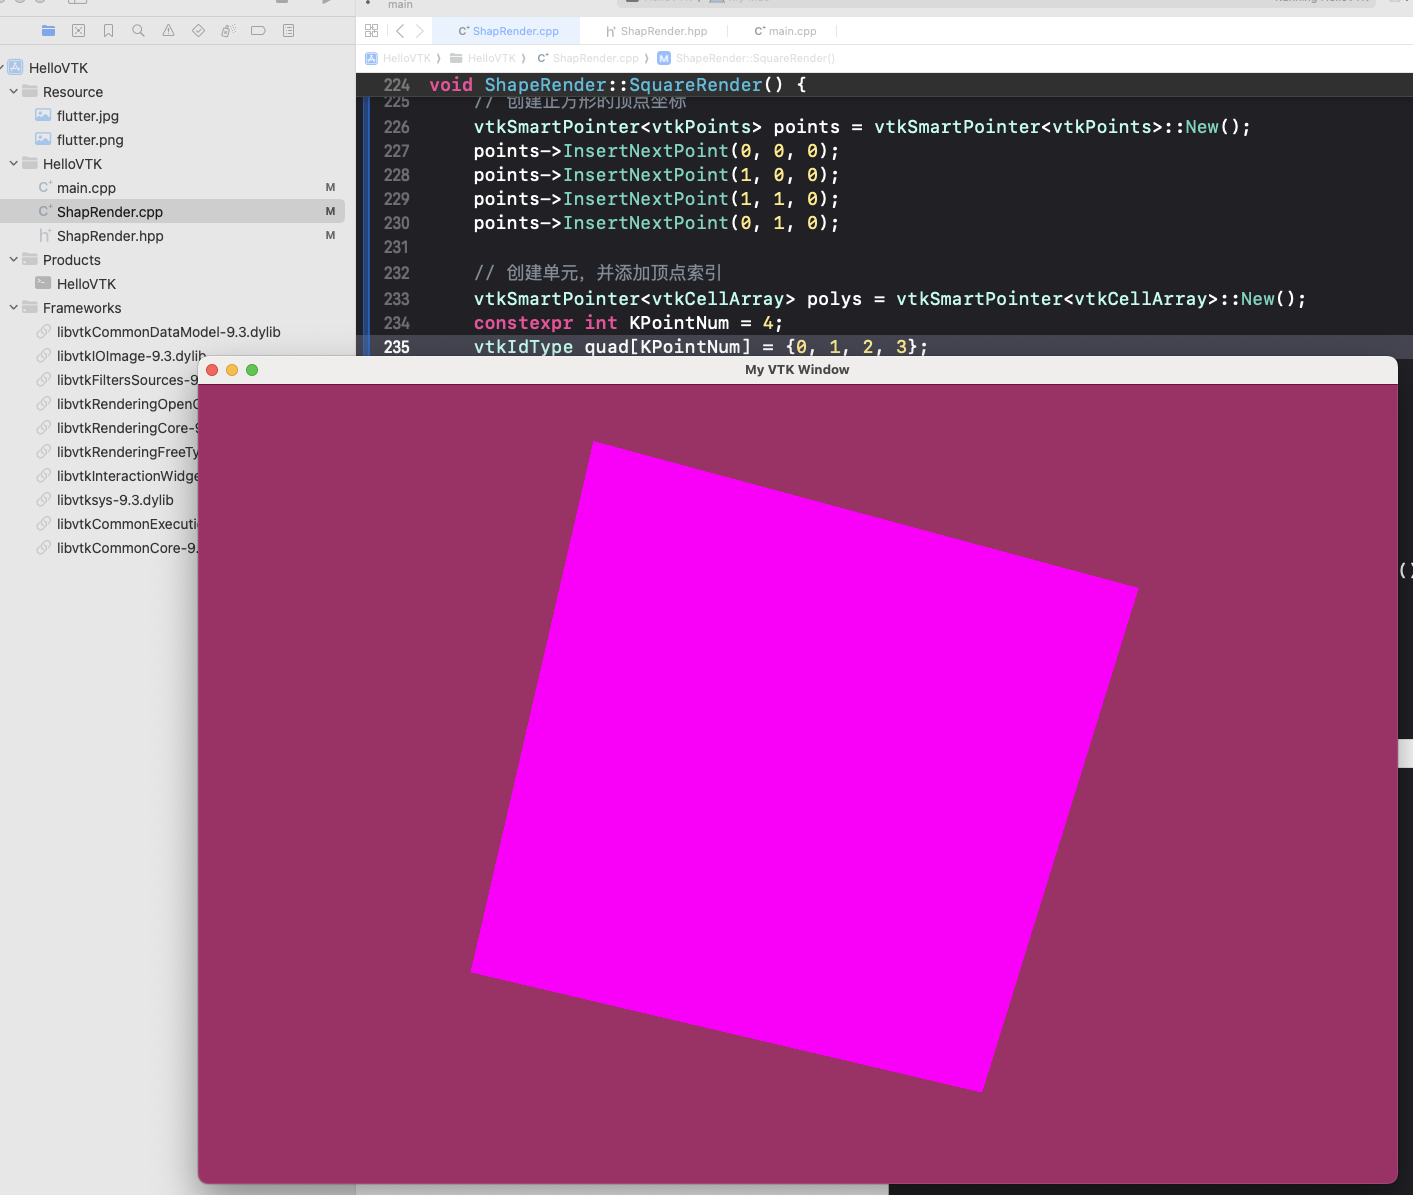 main
ShapRender.cpp
ShapRender.hpp
main.cpp
HelloVTK
HelloVTK
ShapRender.cpp
M
ShapeRender::SquareRender()
HelloVTK
Resource
flutter.jpg
flutter.png
HelloVTK
main.cpp M
ShapRender.cpp M
ShapRender.hpp M
Products
HelloVTK
Frameworks
libvtkCommonDataModel-9.3.dylib
libvtkIOImage-9.3.dylib
libvtkFiltersSources-9
libvtkRenderingOpenG
libvtkRenderingCore-9
libvtkRenderingFreeTy
libvtkInteractionWidge
libvtksys-9.3.dylib
libvtkCommonExecuti
libvtkCommonCore-9.
224 void ShapeRender::SquareRender() {
225 // 创建正方形的顶点坐标
226 vtkSmartPointer<vtkPoints> points = vtkSmartPointer<vtkPoints>::New();
227 points->InsertNextPoint(0, 0, 0);
228 points->InsertNextPoint(1, 0, 0);
229 points->InsertNextPoint(1, 1, 0);
230 points->InsertNextPoint(0, 1, 0);
231
232 // 创建单元，并添加顶点索引
233 vtkSmartPointer<vtkCellArray> polys = vtkSmartPointer<vtkCellArray>::New();
234 constexpr int KPointNum = 4;
235 vtkIdType quad[KPointNum] = {0, 1, 2, 3};
My VTK Window
()